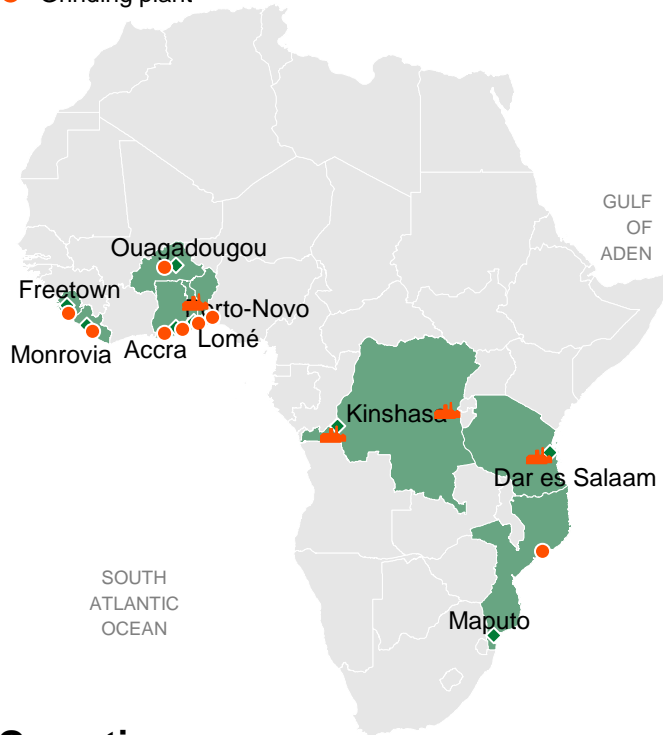 Grinding plant
GULF
OF
ADEN
Ouagadougou
Freetown
Porto-Novo
Monrovia
Accra
Lomé
Kinshasa
Dar es Salaam
SOUTH
ATLANTIC
OCEAN
Maputo